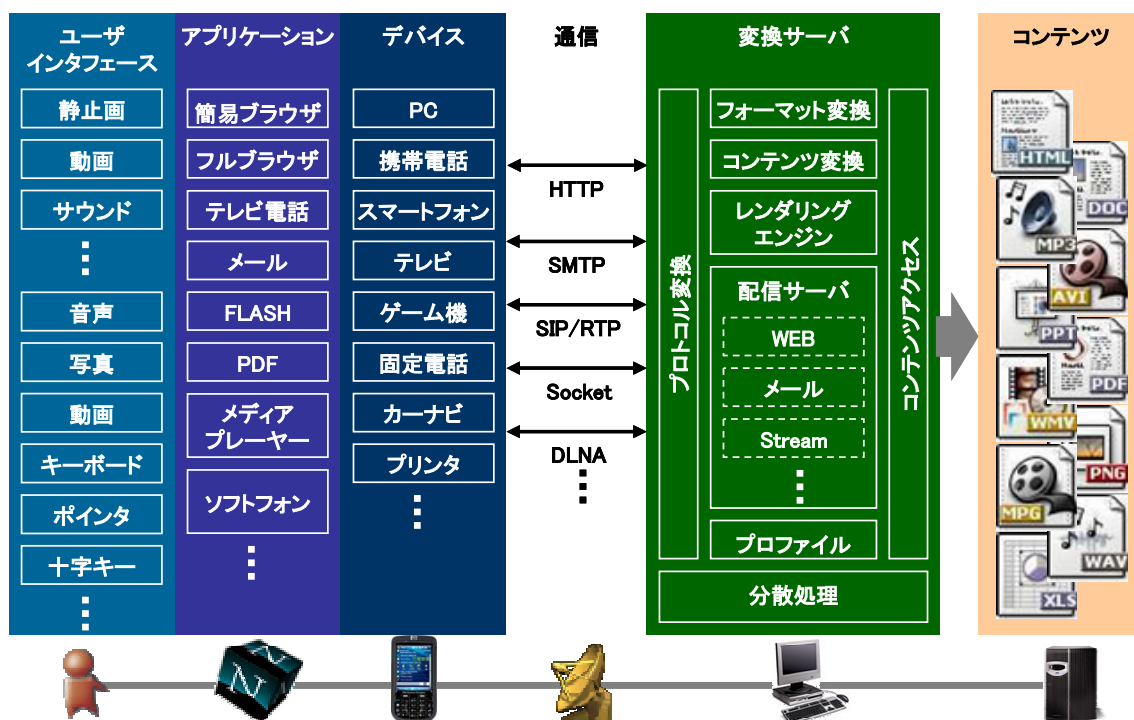 ユーザ
インタフェース
静止画
動画
サウンド
音声
写真
動画
キーボード
ポインタ
十字キー
アプリケーション
簡易ブラウザ
フルブラウザ
テレビ電話
メール
FLASH
PDF
メディア
プレーヤー
ソフトフォン
デバイス
PC
携帯電話
スマートフォン
テレビ
ゲーム機
固定電話
カーナビ
プリンタ
通信
HTTP
SMTP
SIP/RTP
Socket
DLNA
変換サーバ
プロトコル変換
フォーマット変換
コンテンツ変換
レンダリング
エンジン
配信サーバ
WEB
メール
Stream
プロファイル
コンテンツアクセス
分散処理
コンテンツ
HTML
DOC
MP3
AVI
PPT
PDF
WMV
PNG
MPG
WAV
XLS
N
N